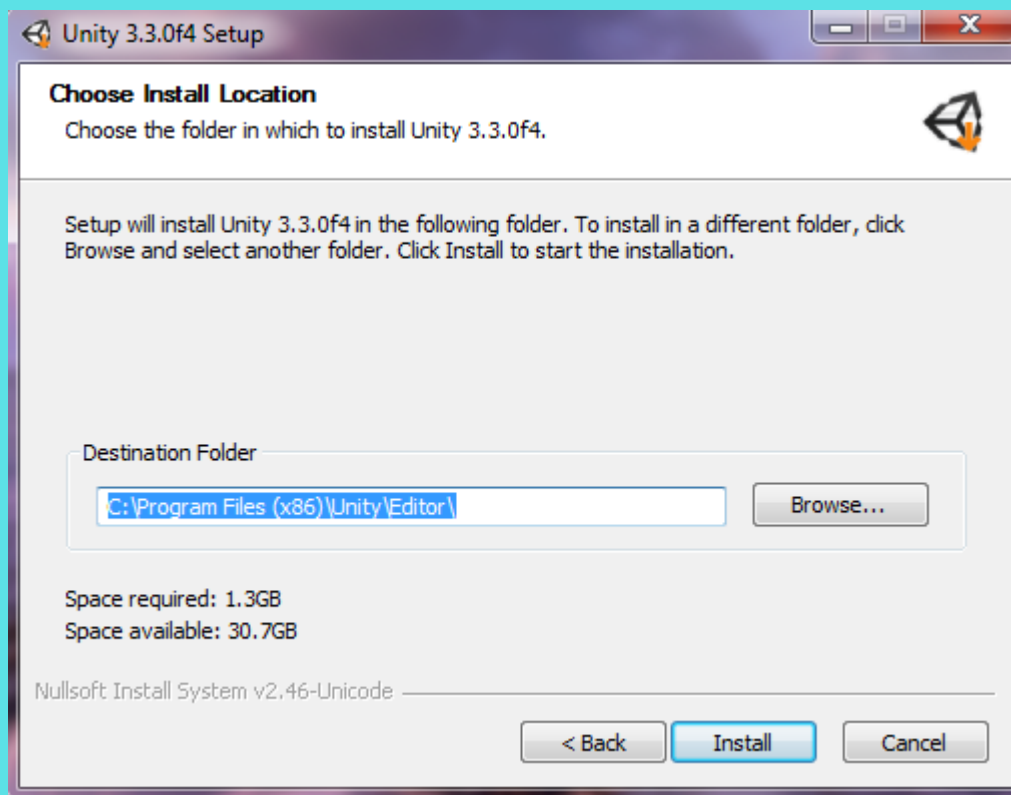 Unity 3.3.0f4 Setup
Choose Install Location
Choose the folder in which to install Unity 3.3.0f4.
Setup will install Unity 3.3.0f4 in the following folder. To install in a different folder, click
Browse and select another folder. Click Install to start the installation.
Destination Folder
C:\Program Files (x86)\Unity\Editor\
Browse...
Space required: 1.3GB
Space available: 30.7GB
Nullsoft Install System v2.46-Unicode
< Back
Install
Cancel